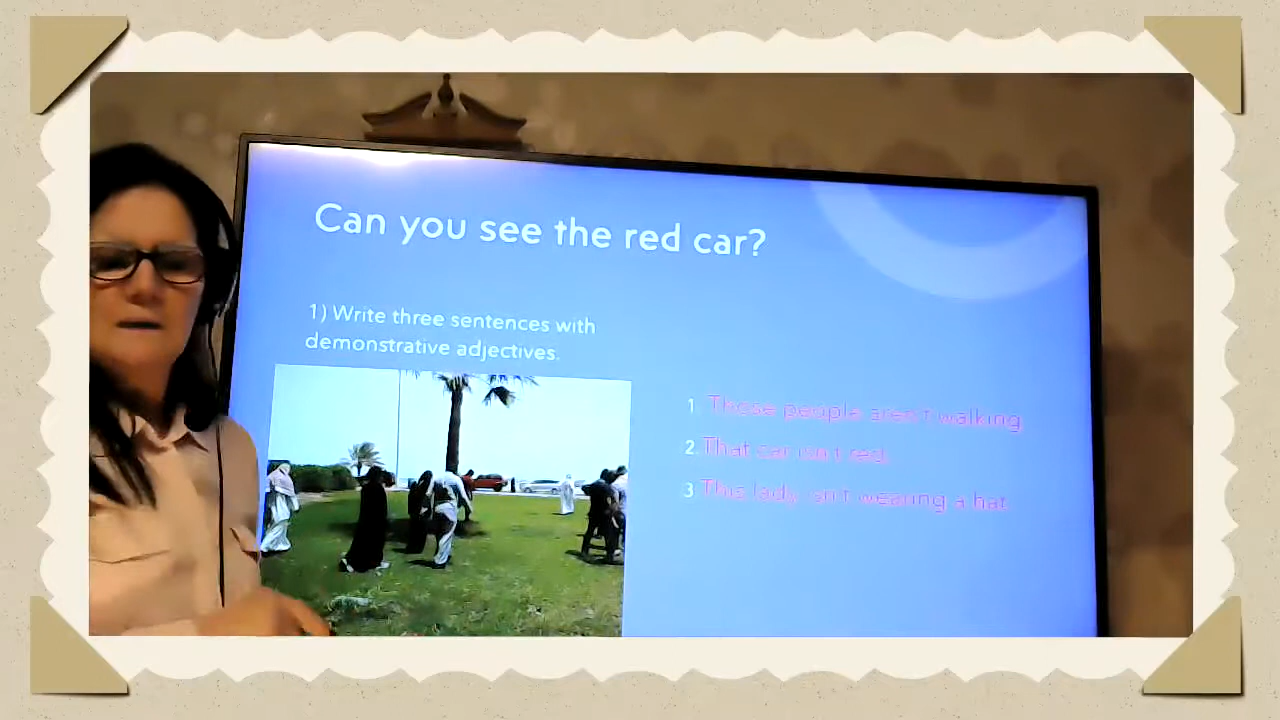 Can you see the red car?
1) Write three sentences with
demonstrative adjectives.
1. These people aren't walking
2. That car isn't red.
3 This lady isn't wearing a hat.